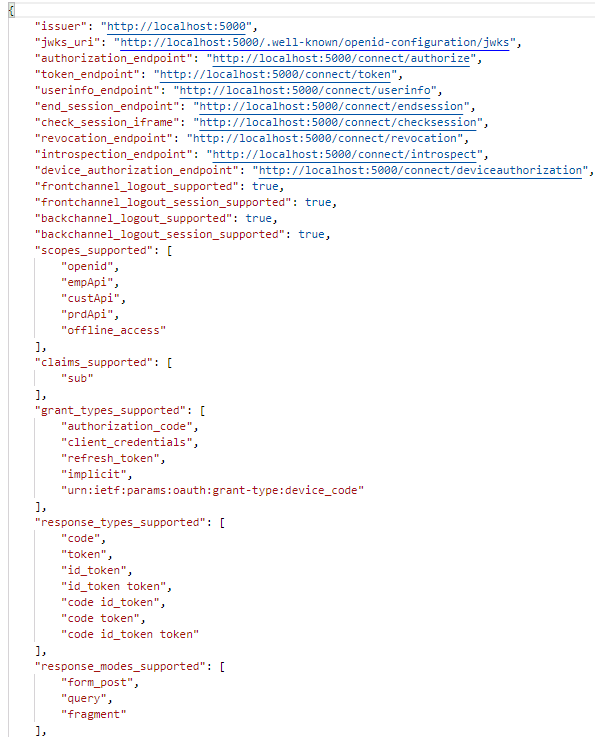 {
"issuer": "http://localhost:5000",
"jwks_uri": "http://localhost:5000/.well-known/openid-configuration/jwks",
"authorization_endpoint": "http://localhost:5000/connect/authorize",
"token_endpoint": "http://localhost:5000/connect/token",
"userinfo_endpoint": "http://localhost:5000/connect/userinfo",
"end_session_endpoint": "http://localhost:5000/connect/endsession",
"check_session_iframe": "http://localhost:5000/connect/checksession",
"revocation_endpoint": "http://localhost:5000/connect/revocation",
"introspection_endpoint": "http://localhost:5000/connect/introspect",
"device_authorization_endpoint": "http://localhost:5000/connect/deviceauthorization",
"frontchannel_logout_supported": true,
"frontchannel_logout_session_supported": true,
"backchannel_logout_supported": true,
"backchannel_logout_session_supported": true,
"scopes_supported": [
"openid",
"empApi",
"custApi",
"prdApi",
"offline_access"
],
"claims_supported": [
"sub"
],
"grant_types_supported": [
"authorization_code",
"client_credentials",
"refresh_token",
"implicit",
"urn:ietf:params:oauth:grant-type:device_code"
],
"response_types_supported": [
"code",
"token",
"id_token",
"id_token token",
"code id_token",
"code token",
"code id_token token"
],
"response_modes_supported": [
"form_post",
"query",
"fragment"
],